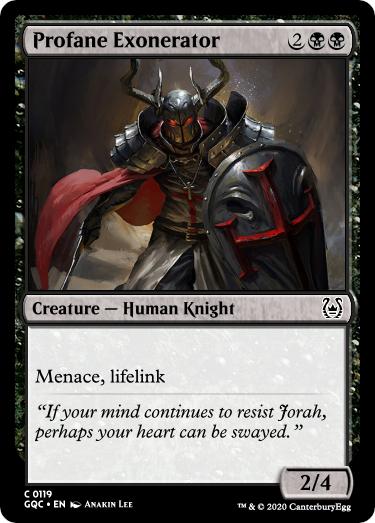 Profane Exonerator 2
Creature — Human Knight
Menace, lifelink
“If your mind continues to resist Jorah,
perhaps your heart can be swayed.”
2/4
C 0119
GQC • EN Anakin Lee
™ & © 2020 CanterburyEgg